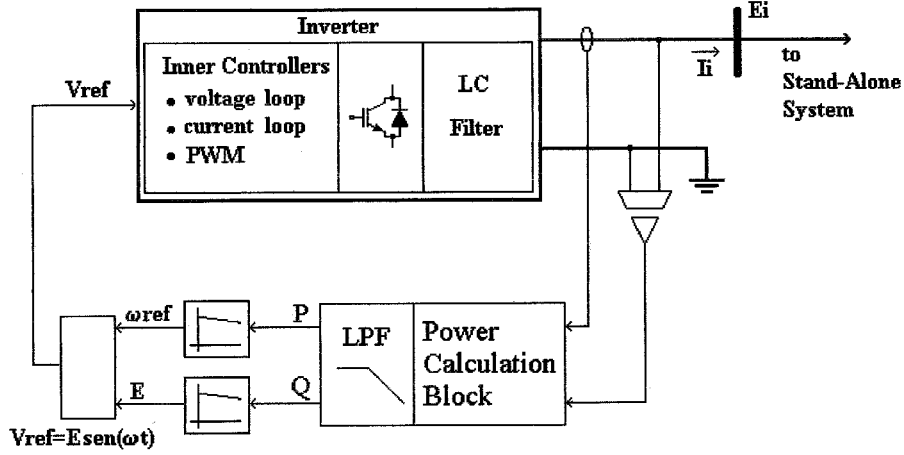 Inverter
Inner Controllers
• voltage loop
• current loop
• PWM
LC
Filter
Vref
Ei
Ii
to
Stand-Alone
System
ωref
P
E
Q
LPF
Power
Calculation
Block
Vref=Esen(ωt)